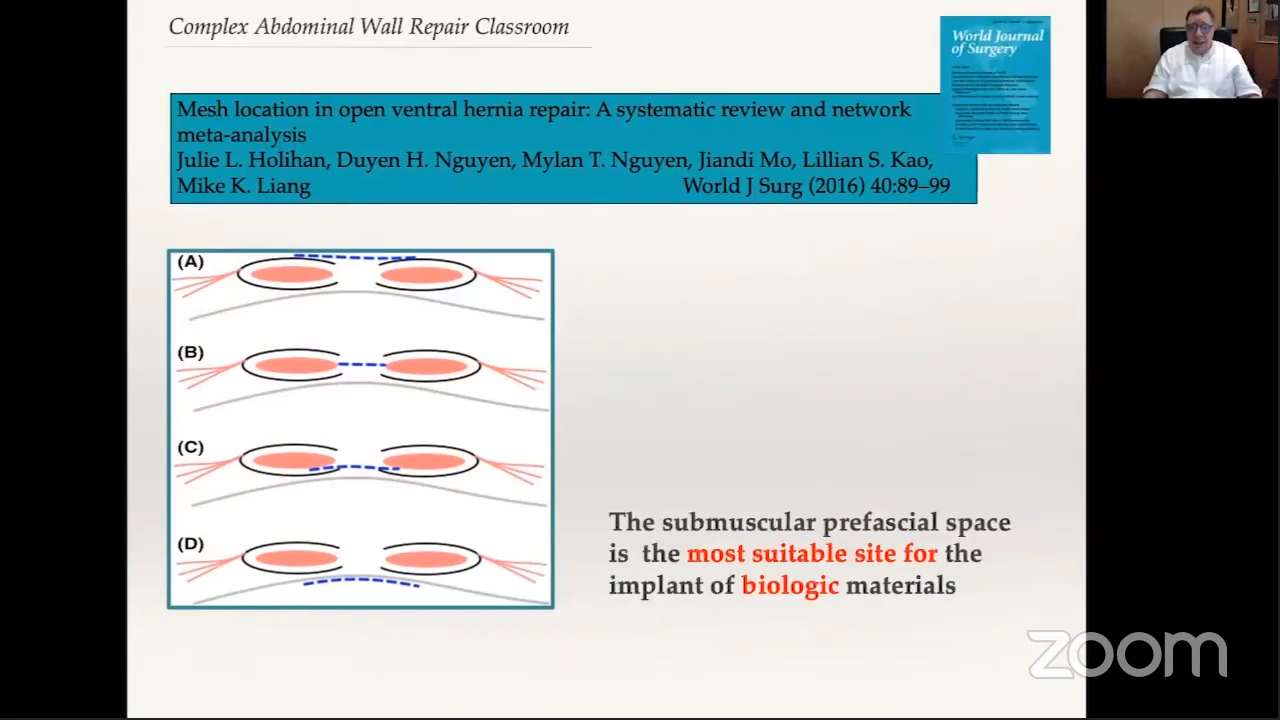 Complex Abdominal Wall Repair Classroom
World Journal
of Surgery
Mesh location in open ventral hernia repair: A systematic review and network
meta-analysis
Julie L. Holihan, Duyen H. Nguyen, Mylan T. Nguyen, Jiandi Mo, Lillian S. Kao,
Mike K. Liang World J Surg (2016) 40:89–99
(A)
(B)
(C)
(D)
The submuscular prefascial space
is the most suitable site for the
implant of biologic materials
zoom